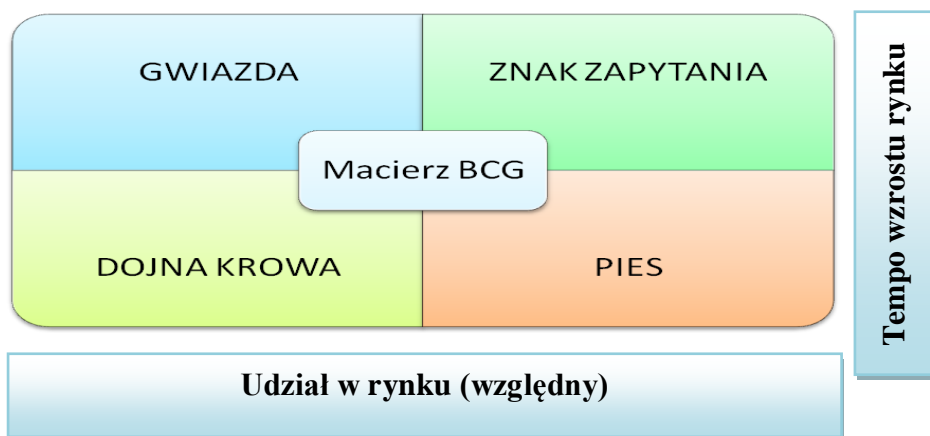 GWIAZDA
ZNAK ZAPYTANIA
Macierz BCG
DOJNA KROWA
PIES
Tempo wzrostu rynku
Udział w rynku (względny)